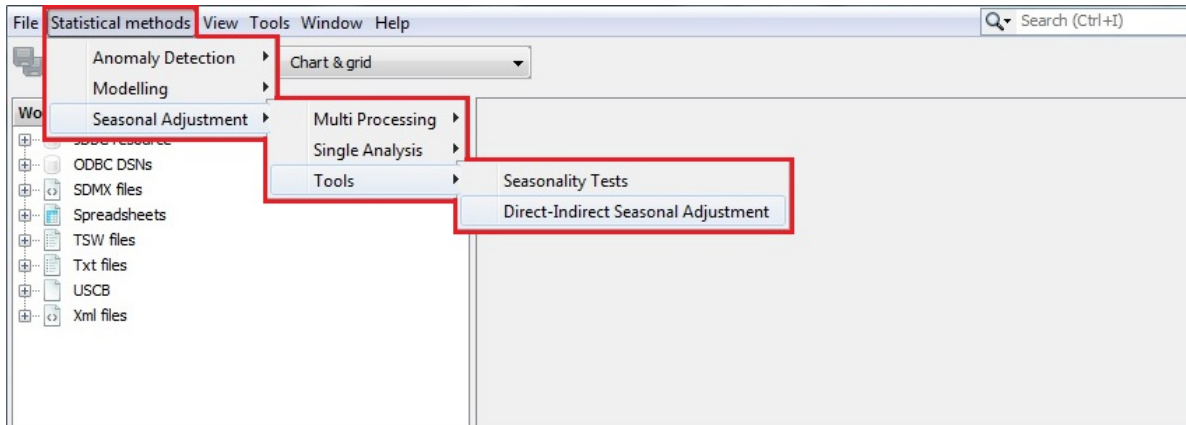 File Statistical methods View Tools Window Help
Search (Ctrl+I)
Anomaly Detection
Chart & grid
Modelling
Seasonal Adjustment
Multi Processing
Single Analysis
Tools
Seasonality Tests
Direct-Indirect Seasonal Adjustment
Wo
ODBC DSNs
SDMX files
Spreadsheets
TSW files
Txt files
USCB
Xml files